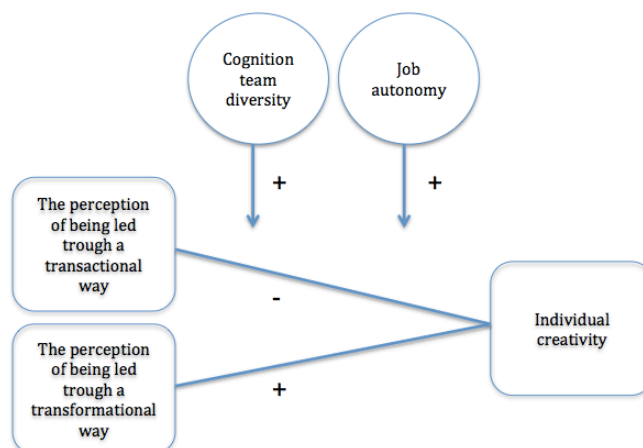 Cognition
team
diversity
Job
autonomy
+
+
The perception
of being led
trough a
transactional
way
-
Individual
creativity
The perception
of being led
trough a
transformational
way
+